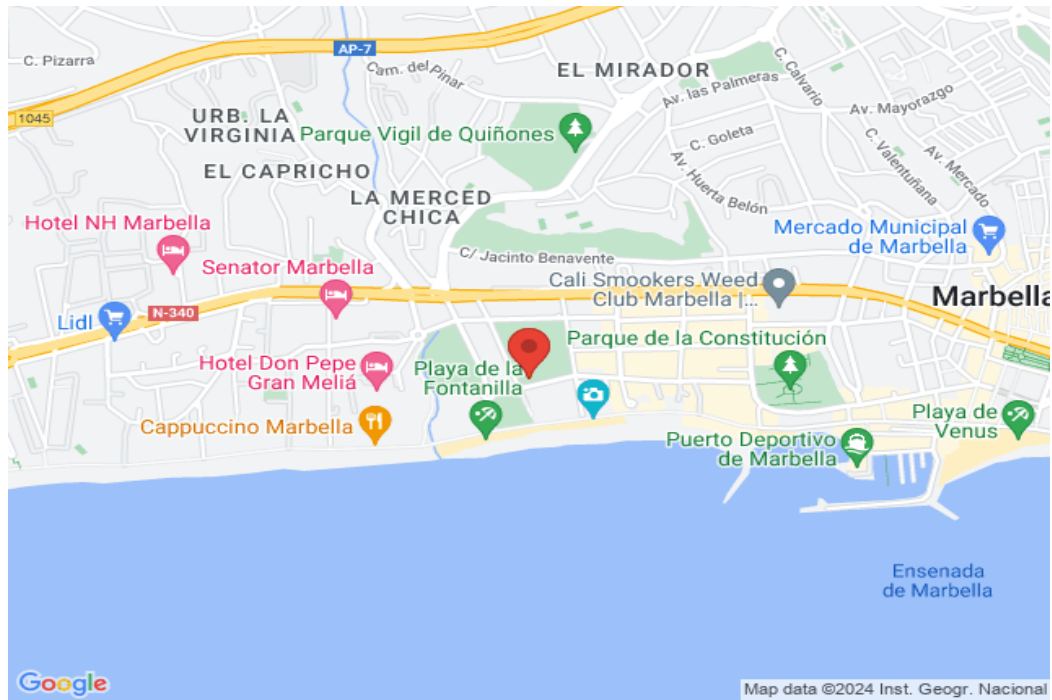 AP-7
C. Pizarra
Cam. del Pinar
EL MIRADOR
C. Calvario
Av. las Palmeras
Av. Mayorazgo
1045
URB. LA
VIRGINIA
Parque Vigil de Quiñones
C. Goleta
C. Valentuñana
Av. Mercado
EL CAPRICHO
Av. Huerta Belón
LA MERCED
CHICA
Hotel NH Marbella
Mercado Municipal
de Marbella
C/ Jacinto Benavente
Senator Marbella
Cali Smookers Weed
Club Marbella |...
Marbella
N-340
Lidl
Parque de la Constitución
Hotel Don Pepe
Gran Meliá
Playa de la
Fontanilla
Cappuccino Marbella
Playa de
Venus
Puerto Deportivo
de Marbella
Ensenada
de Marbella
Google
Map data ©2024 Inst. Geogr. Nacional